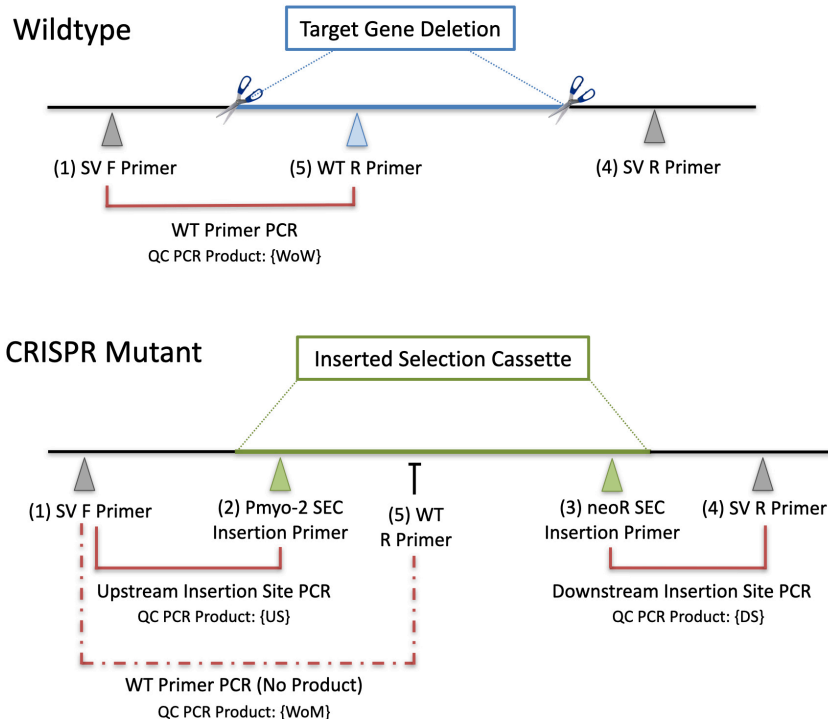 Wildtype
Target Gene Deletion
(1) SV F Primer
(5) WT R Primer
(4) SV R Primer
WT Primer PCR
QC PCR Product: {WoW}
CRISPR Mutant
Inserted Selection Cassette
(1) SV F Primer
(2) Pmyo-2 SEC
Insertion Primer
(5) WT
R Primer
(3) neoR SEC
Insertion Primer
(4) SV R Primer
Upstream Insertion Site PCR
QC PCR Product: {US}
Downstream Insertion Site PCR
QC PCR Product: {DS}
WT Primer PCR (No Product)
QC PCR Product: {WoM}